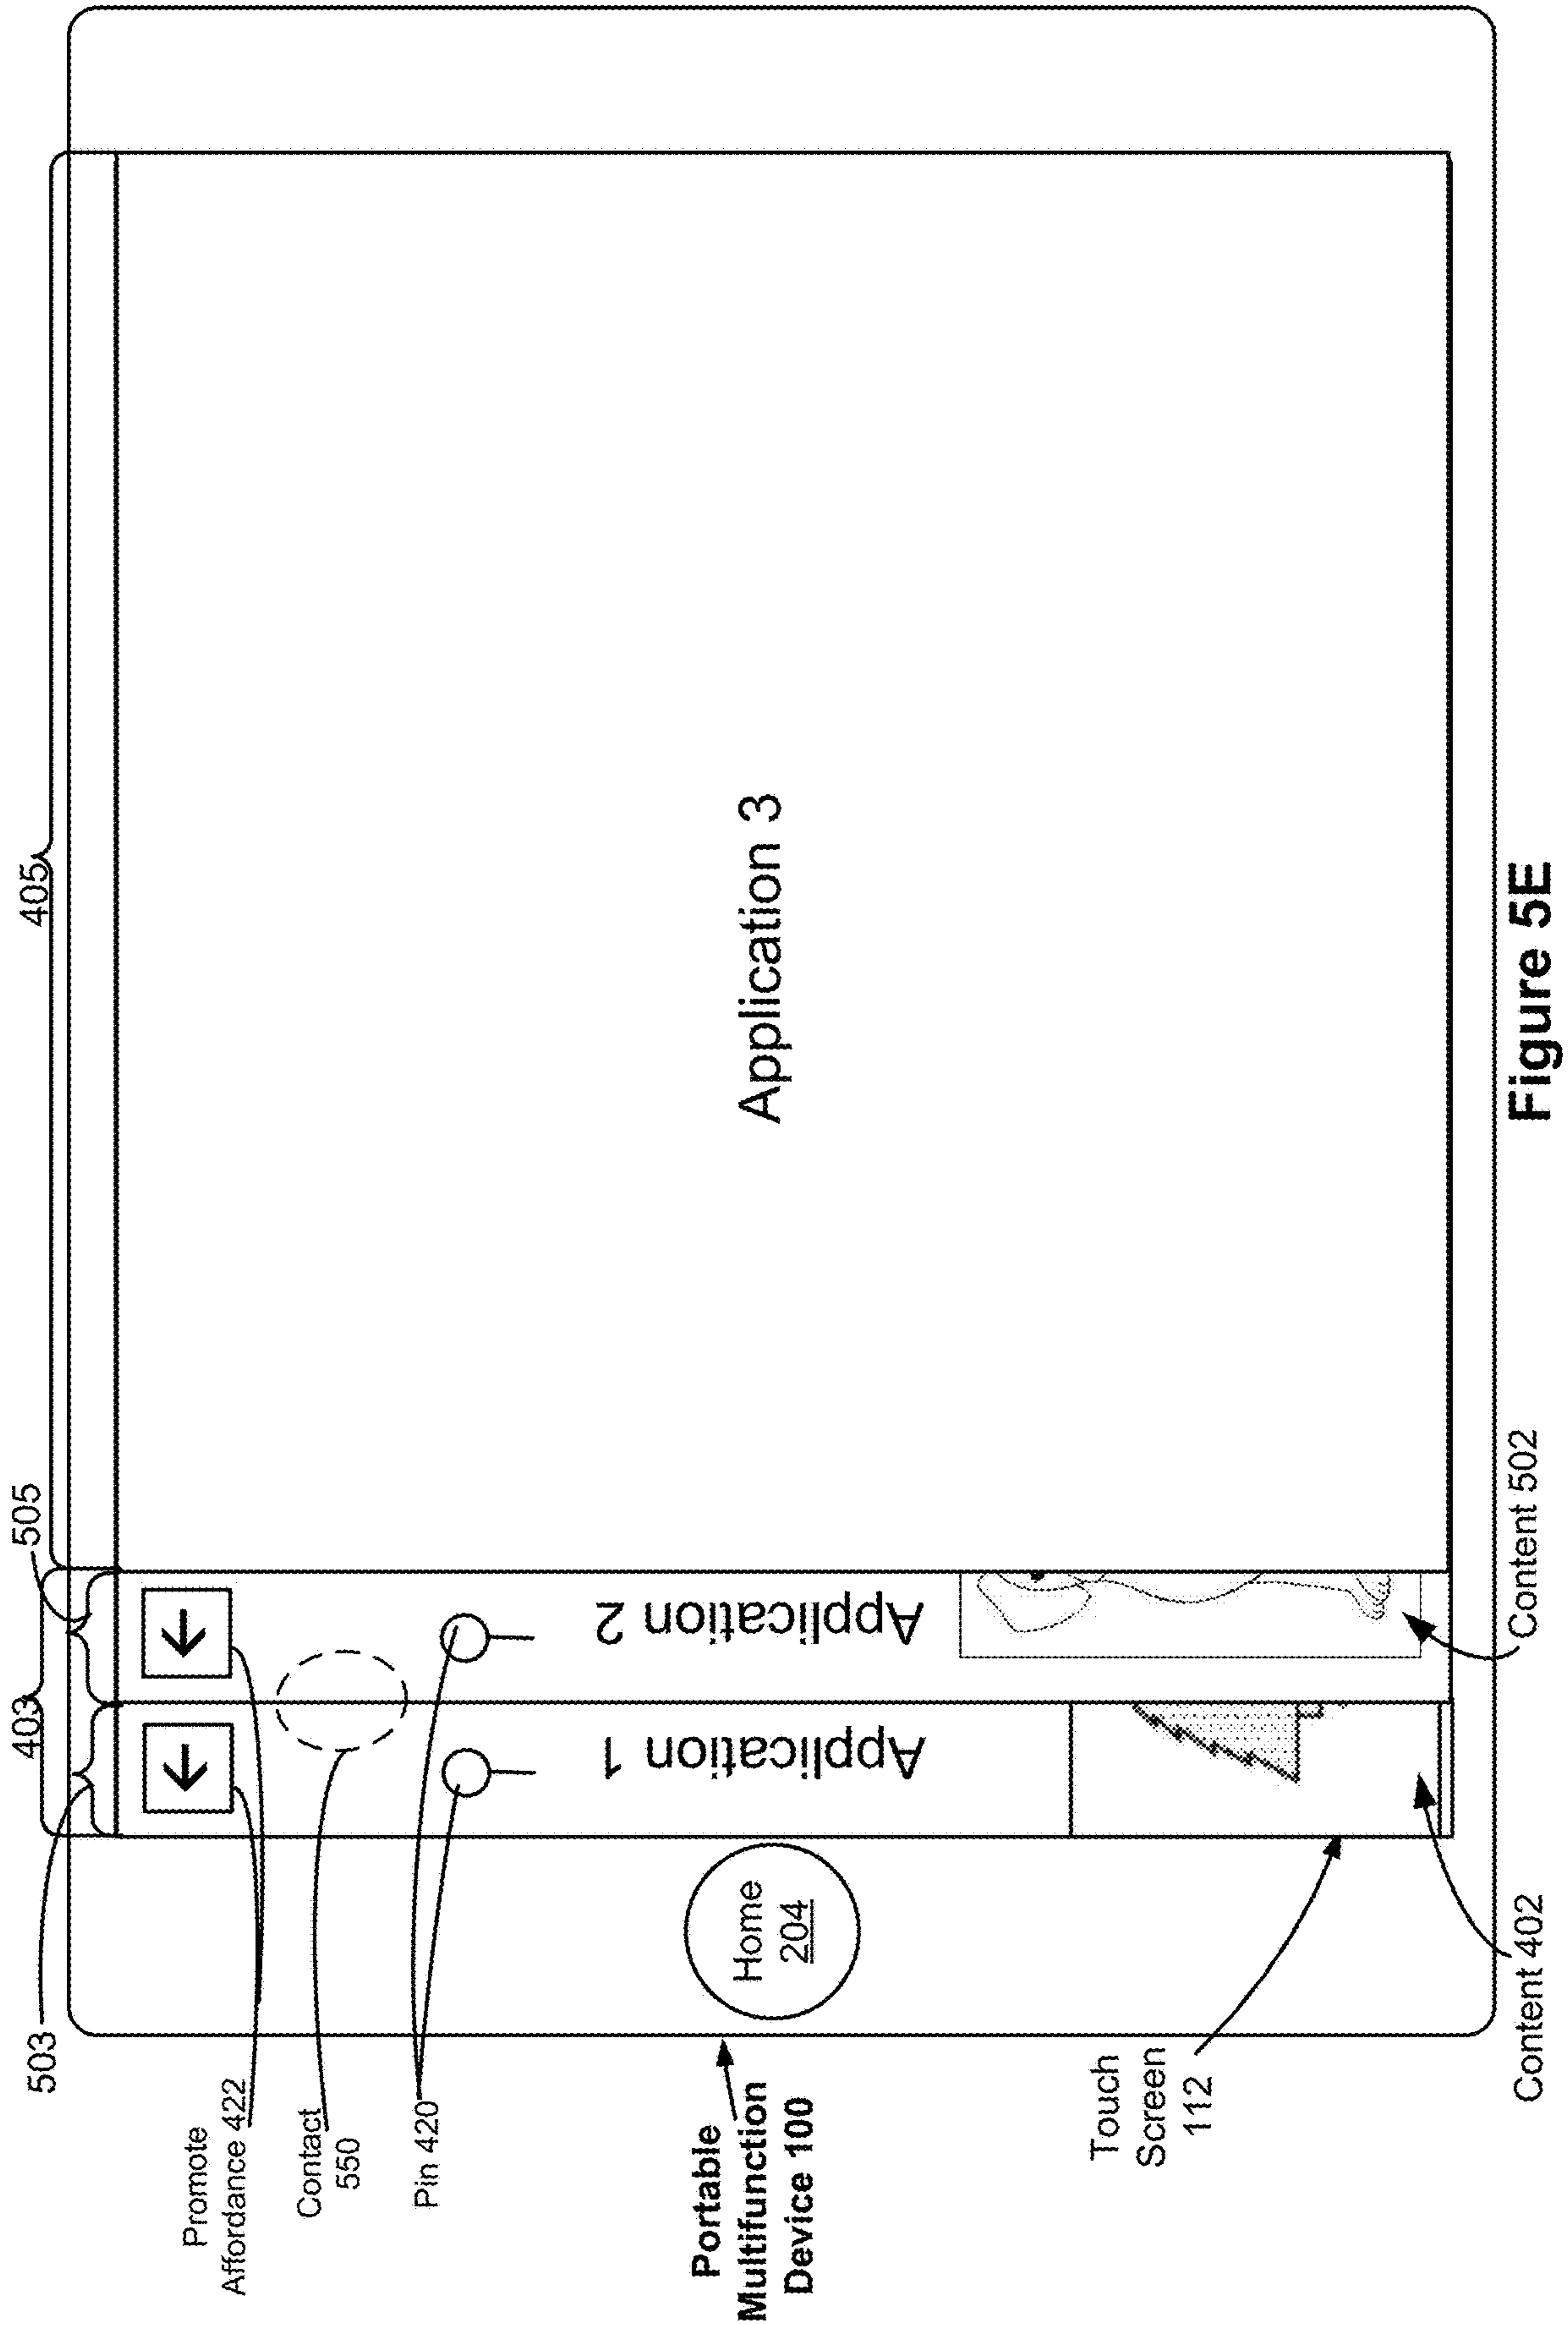 503
403
505
405
Promote
Affordance 422
Contact
550
Pin 420
Portable
Multifunction
Device 100
Home
204
Application 1
Application 2
Application 3
Touch
Screen
112
Content 402
Content 502
Figure 5E